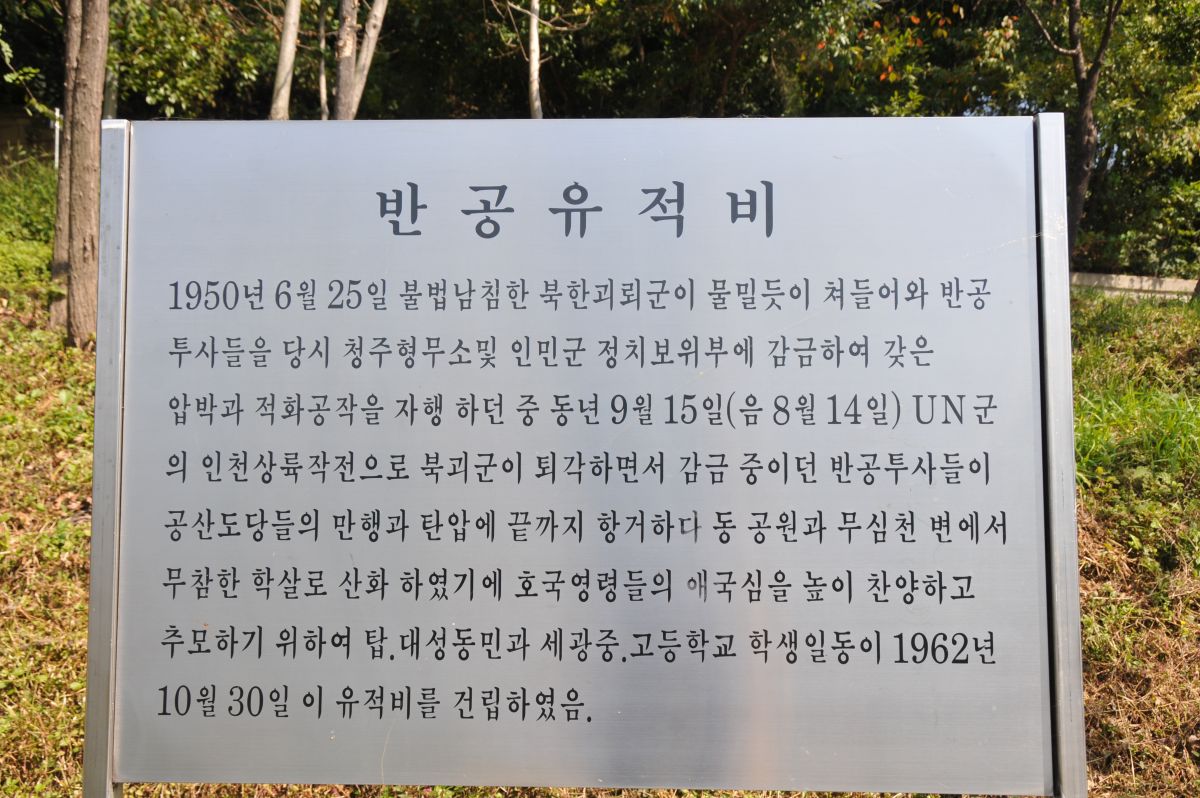 반공유적비
1950년 6월 25일 불법남침한 북한괴뢰군이 물밀듯이 쳐들어와 반공
투사들을 당시 청주형무소및 인민군 정치보위부에 감금하여 갖은
압박과 적화공작을 자행 하던 중 동년 9월 15일(음 8월 14일) UN군
의 인천상륙작전으로 북괴군이 퇴각하면서 감금 중이던 반공투사들이
공산도당들의 만행과 탄압에 끝까지 항거하다 동 공원과 무심천 변에서
무참한 학살로 산화 하였기에 호국영령들의 애국심을 높이 찬양하고
추모하기 위하여 탑.대성동민과 세광중.고등학교 학생일동이 1962년
10월 30일 이 유적비를 건립하였음.